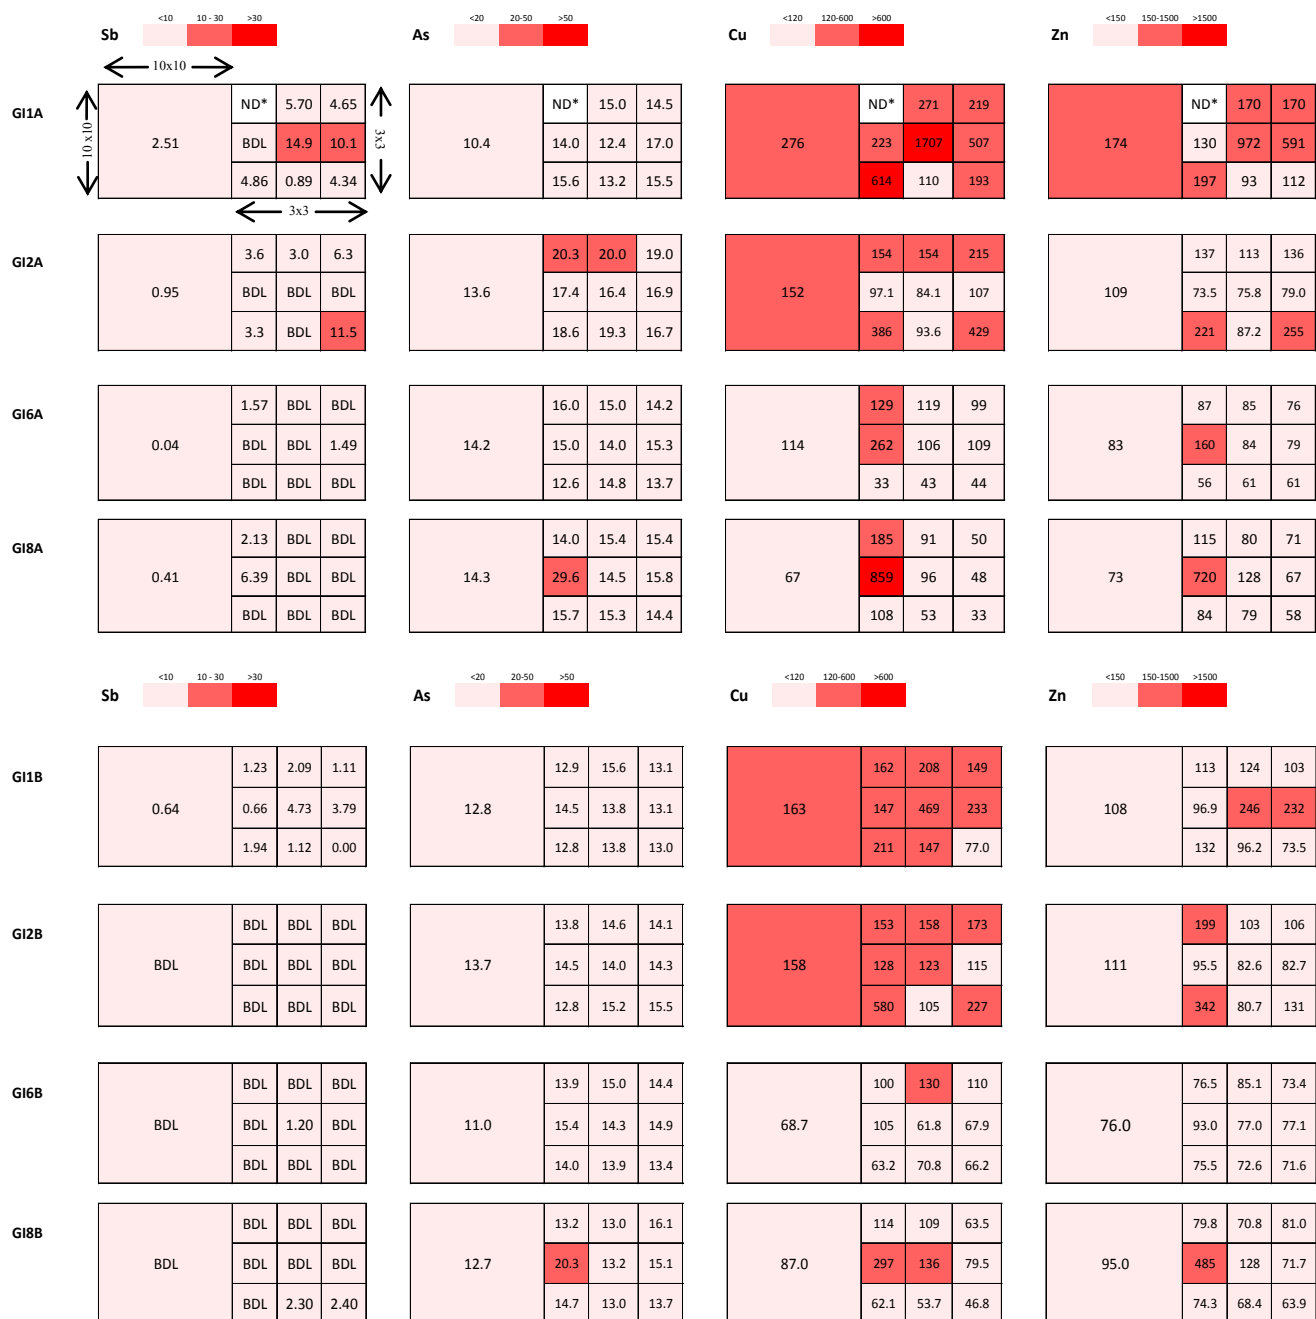 <10 10 - 30 >30 <20 20-50 >50 <120 120-600 >600 <150 150-1500 >1500
Sb As Cu Zn
10x10
GI1A
10 x10
3x3
ND* 5.70 4.65 ND* 15.0 14.5 ND* 271 219 ND* 170 170
2.51 BDL 14.9 10.1 10.4 14.0 12.4 17.0 276 223 1707 507 174 130 972 591
4.86 0.89 4.34 15.6 13.2 15.5 614 110 193 197 93 112
3x3
GI2A
3.6 3.0 6.3 20.3 20.0 19.0 154 154 215 137 113 136
0.95 BDL BDL BDL 13.6 17.4 16.4 16.9 152 97.1 84.1 107 109 73.5 75.8 79.0
3.3 BDL 11.5 18.6 19.3 16.7 386 93.6 429 221 87.2 255
GI6A
1.57 BDL BDL 16.0 15.0 14.2 129 119 99 87 85 76
0.04 BDL BDL 1.49 14.2 15.0 14.0 15.3 114 262 106 109 83 160 84 79
BDL BDL BDL 12.6 14.8 13.7 33 43 44 56 61 61
GI8A
2.13 BDL BDL 14.0 15.4 15.4 185 91 50 115 80 71
0.41 6.39 BDL BDL 14.3 29.6 14.5 15.8 67 859 96 48 73 720 128 67
BDL BDL BDL 15.7 15.3 14.4 108 53 33 84 79 58
<10 10 - 30 >30 <20 20-50 >50 <120 120-600 >600 <150 150-1500 >1500
Sb As Cu Zn
GI1B
1.23 2.09 1.11 12.9 15.6 13.1 162 208 149 113 124 103
0.64 0.66 4.73 3.79 12.8 14.5 13.8 13.1 163 147 469 233 108 96.9 246 232
1.94 1.12 0.00 12.8 13.8 13.0 211 147 77.0 132 96.2 73.5
GI2B
BDL BDL BDL 13.8 14.6 14.1 153 158 173 199 103 106
BDL BDL BDL BDL 13.7 14.5 14.0 14.3 158 128 123 115 111 95.5 82.6 82.7
BDL BDL BDL 12.8 15.2 15.5 580 105 227 342 80.7 131
GI6B
BDL BDL BDL 13.9 15.0 14.4 100 130 110 76.5 85.1 73.4
BDL BDL 1.20 BDL 11.0 15.4 14.3 14.9 68.7 105 61.8 67.9 76.0 93.0 77.0 77.1
BDL BDL BDL 14.0 13.9 13.4 63.2 70.8 66.2 75.5 72.6 71.6
GI8B
BDL BDL BDL 13.2 13.0 16.1 114 109 63.5 79.8 70.8 81.0
BDL BDL BDL BDL 12.7 20.3 13.2 15.1 87.0 297 136 79.5 95.0 485 128 71.7
BDL 2.30 2.40 14.7 13.0 13.7 62.1 53.7 46.8 74.3 68.4 63.9